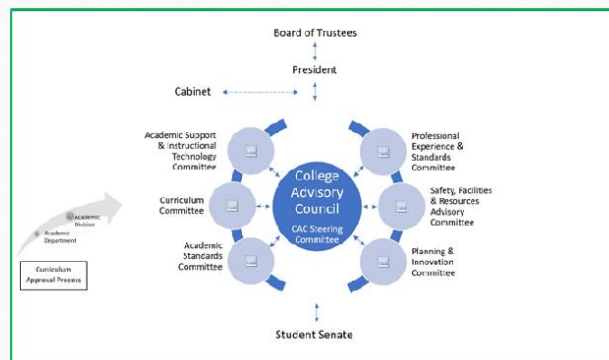 Board of Trustees
President
Cabinet
Academic Support
& Instructional
Technology
Committee
Professional
Experience &
Standards
Committee
College
Advisory
Council
CAC Steering
Committee
Curriculum
Committee
Safety, Facilities
& Resources
Advisory
Committee
Academic
Division
Academic
Department
Academic
Standards
Committee
Planning &
Innovation
Committee
Curriculum
Approval Process
Student Senate